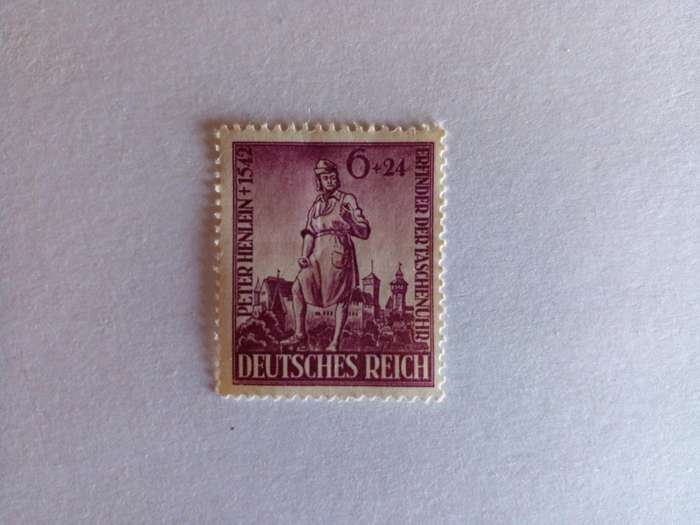 PETER HENLEIN + 1542
6 + 24
ERFINDER DER TASCHENUHR
DEUTSCHES REICH